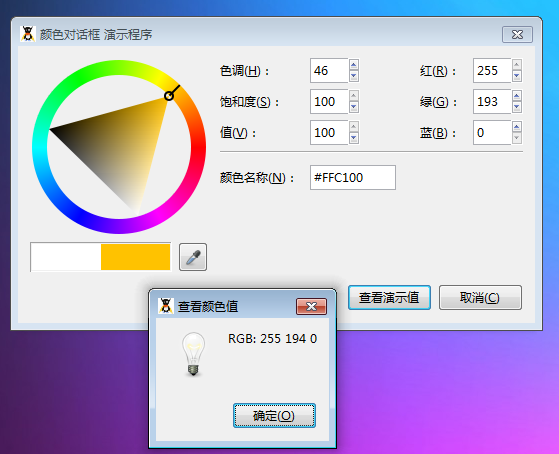 颜色对话框 演示程序
色调(H)： 46 红(R)： 255
饱和度(S)： 100 绿(G)： 193
值(V)： 100 蓝(B)： 0
颜色名称(N)： #FFC100
查看演示值 取消(C)
查看颜色值
RGB: 255 194 0
确定(O)